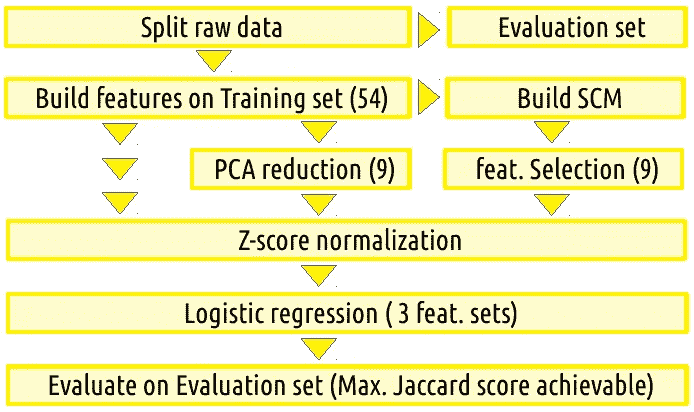 Split raw data
Evaluation set
Build features on Training set (54)
Build SCM
PCA reduction (9)
feat. Selection (9)
Z-score normalization
Logistic regression ( 3 feat. sets)
Evaluate on Evaluation set (Max. Jaccard score achievable)